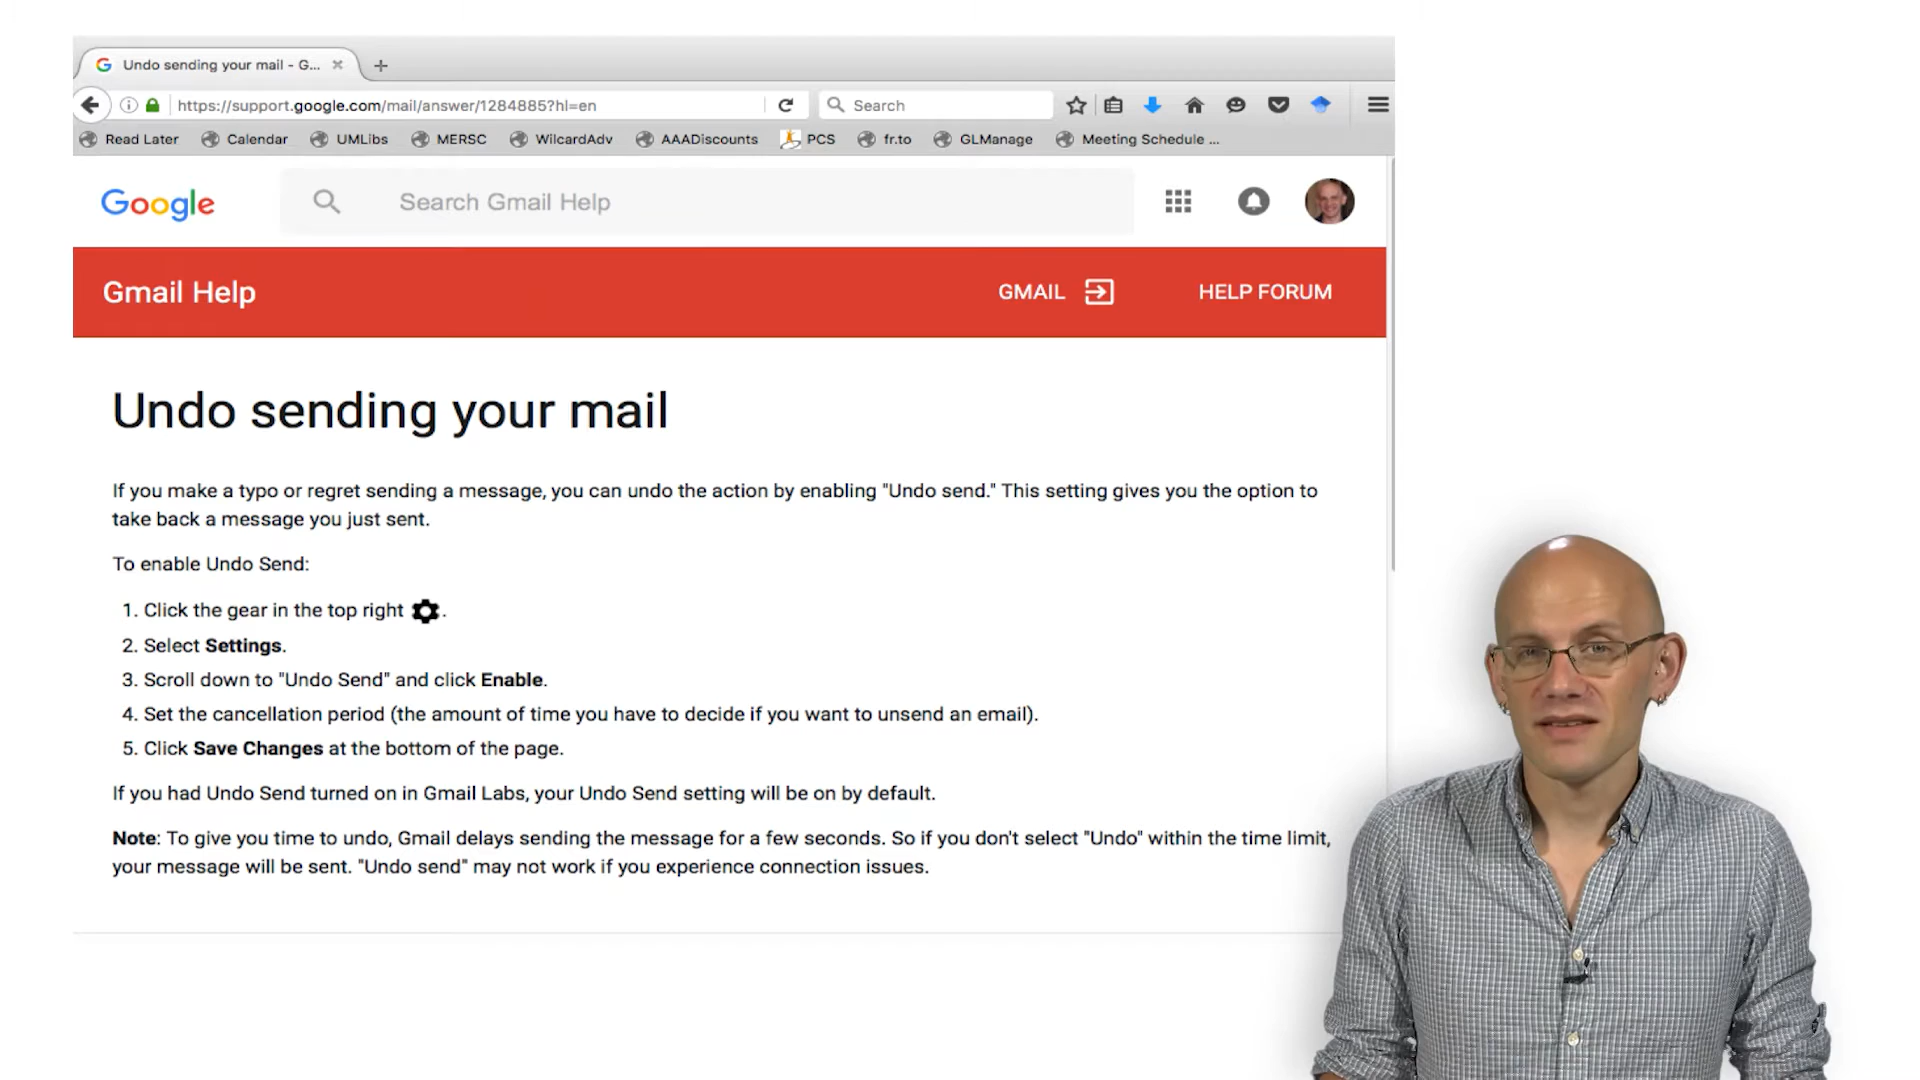 Undo sending your mail - G...
https://support.google.com/mail/answer/1284885?hl=en
Search
Read Later Calendar UMLibs MERSC WilcardAdv AAADiscounts PCS fr.to GLManage Meeting Schedule ...
Google
Search Gmail Help
Gmail Help
GMAIL
HELP FORUM
Undo sending your mail
If you make a typo or regret sending a message, you can undo the action by enabling "Undo send." This setting gives you the option to
take back a message you just sent.
To enable Undo Send:
1. Click the gear in the top right .
2. Select Settings.
3. Scroll down to "Undo Send" and click Enable.
4. Set the cancellation period (the amount of time you have to decide if you want to unsend an email).
5. Click Save Changes at the bottom of the page.
If you had Undo Send turned on in Gmail Labs, your Undo Send setting will be on by default.
Note: To give you time to undo, Gmail delays sending the message for a few seconds. So if you don't select "Undo" within the time limit,
your message will be sent. "Undo send" may not work if you experience connection issues.